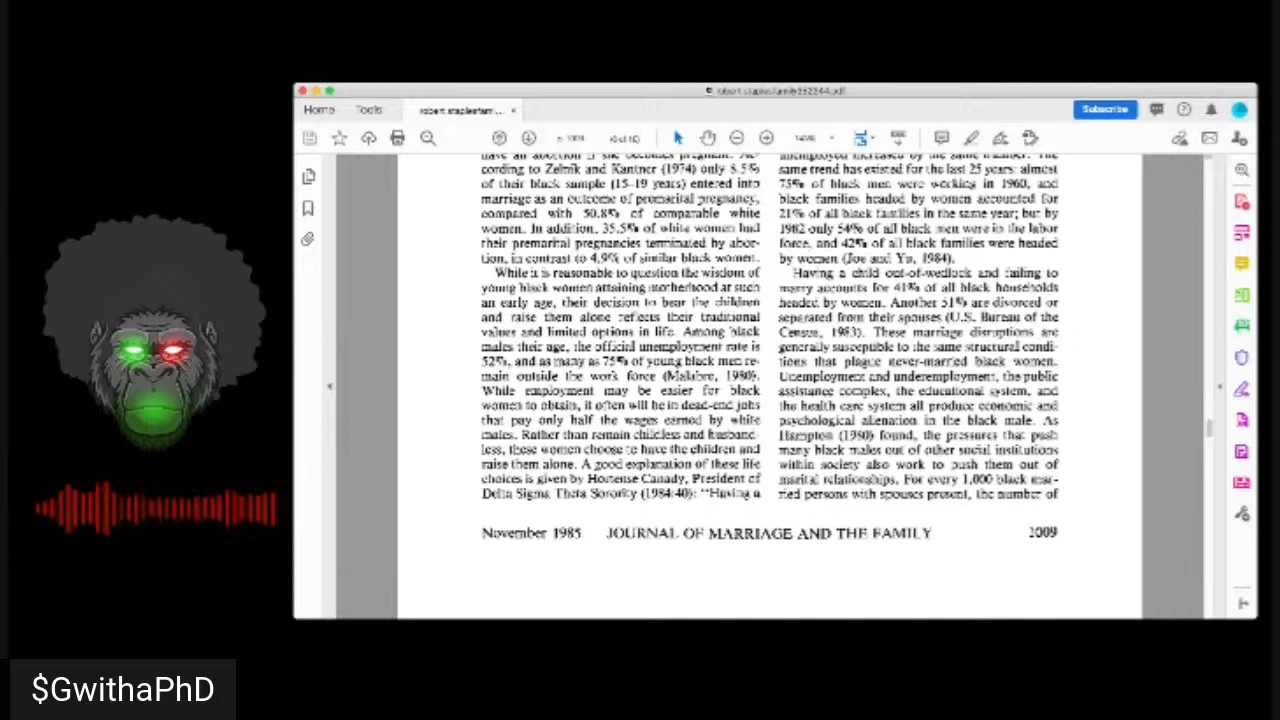 robert staplesfamily352344.pdf
Home
Tools
robert staplesfami...
Subscribe
have an abortion if she becomes pregnant. Ac-
cording to Zelnik and Kantner (1974) only 8.5%
of their black sample (15-19 years) entered into
marriage as an outcome of premarital pregnancy,
compared with 50.8% of comparable white
women. In addition, 35.5% of white women had
their premarital pregnancies terminated by abor-
tion, in contrast to 4.9% of similar black women.
While it is reasonable to question the wisdom of
young black women attaining motherhood at such
an early age, their decision to bear the children
and raise them alone reflects their traditional
values and limited options in life. Among black
males their age, the official unemployment rate is
52%, and as many as 75% of young black men re-
main outside the work force (Malabre, 1980).
While employment may be easier for black
women to obtain, it often will be in dead-end jobs
that pay only half the wages earned by white
males. Rather than remain childless and husband-
less, these women choose to have the children and
raise them alone. A good explanation of these life
choices is given by Hortense Canady, President of
Delta Sigma Theta Sorority (1984:40): "Having a
unemployed increased by the same number. The
same trend has existed for the last 25 years: almost
75% of black men were working in 1960, and
black families headed by women accounted for
21% of all black families in the same year; but by
1982 only 54% of all black men were in the labor
force, and 42% of all black families were headed
by women (Joe and Yu, 1984).
Having a child out-of-wedlock and failing to
marry accounts for 41% of all black households
headed by women. Another 51% are divorced or
separated from their spouses (U.S. Bureau of the
Census, 1983). These marriage disruptions are
generally susceptible to the same structural condi-
tions that plague never-married black women.
Unemployment and underemployment, the public
assistance complex, the educational system, and
the health care system all produce economic and
psychological alienation in the black male. As
Hampton (1980) found, the pressures that push
many black males out of other social institutions
within society also work to push them out of
marital relationships. For every 1,000 black mar-
ried persons with spouses present, the number of
November 1985 JOURNAL OF MARRIAGE AND THE FAMILY 1009
$GwithaPhD